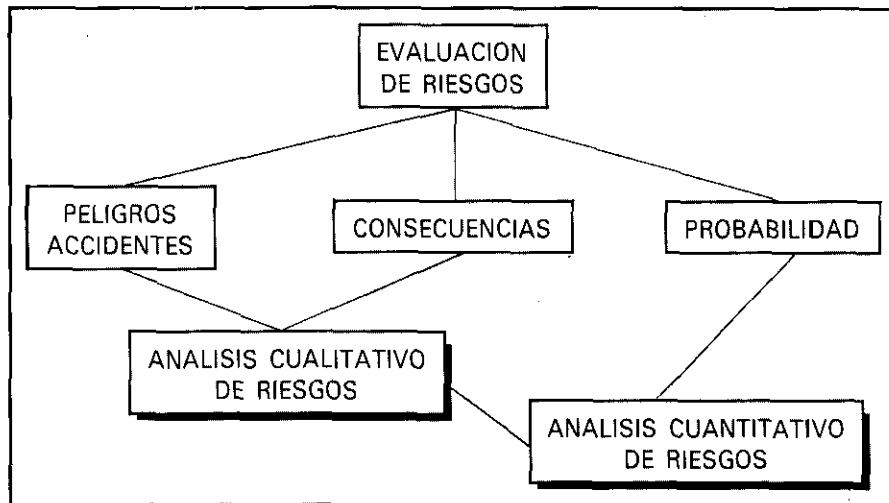 EVALUACION
DE RIESGOS
PELIGROS
ACCIDENTES
CONSECUENCIAS
PROBABILIDAD
ANALISIS CUALITATIVO
DE RIESGOS
ANALISIS CUANTITATIVO
DE RIESGOS